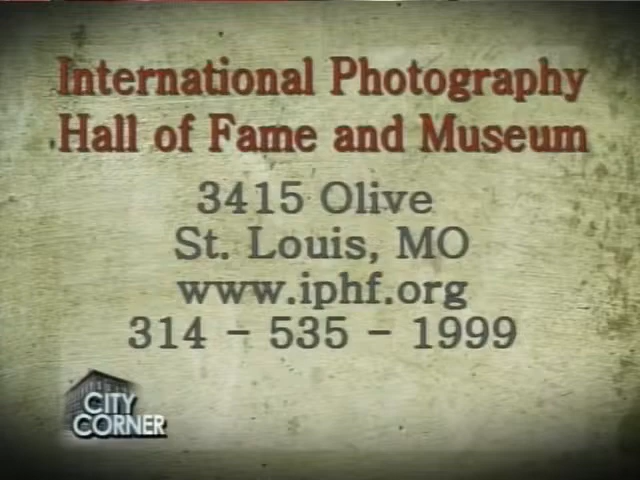 International Photography
Hall of Fame and Museum
3415 Olive
St. Louis, MO
www.iphf.org
314 - 535 - 1999
CITY
CORNER